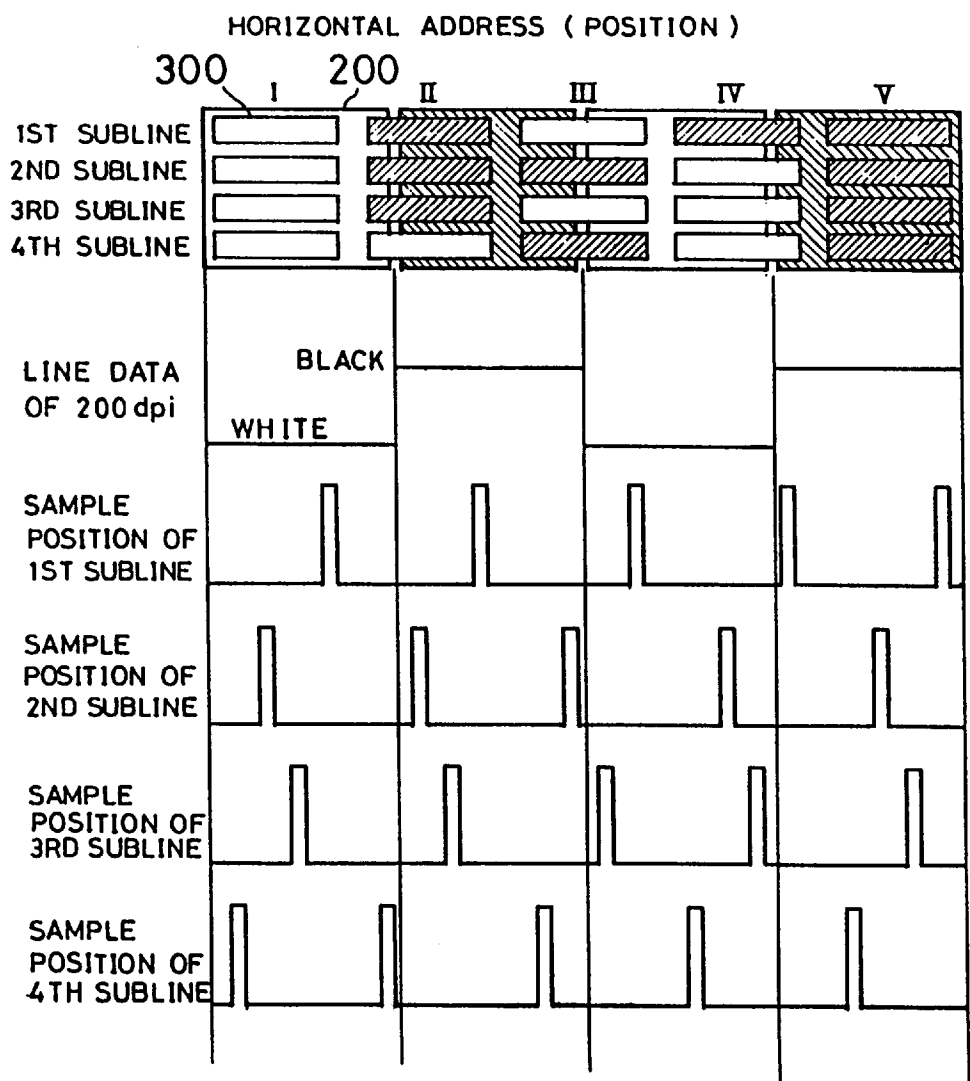 HORIZONTAL ADDRESS ( POSITION )
300 200
I II III IV V
1ST SUBLINE
2ND SUBLINE
3RD SUBLINE
4TH SUBLINE
BLACK
LINE DATA
OF 200 dpi
WHITE
SAMPLE
POSITION OF
1ST SUBLINE
SAMPLE
POSITION OF
2ND SUBLINE
SAMPLE
POSITION OF
3RD SUBLINE
SAMPLE
POSITION OF
4TH SUBLINE